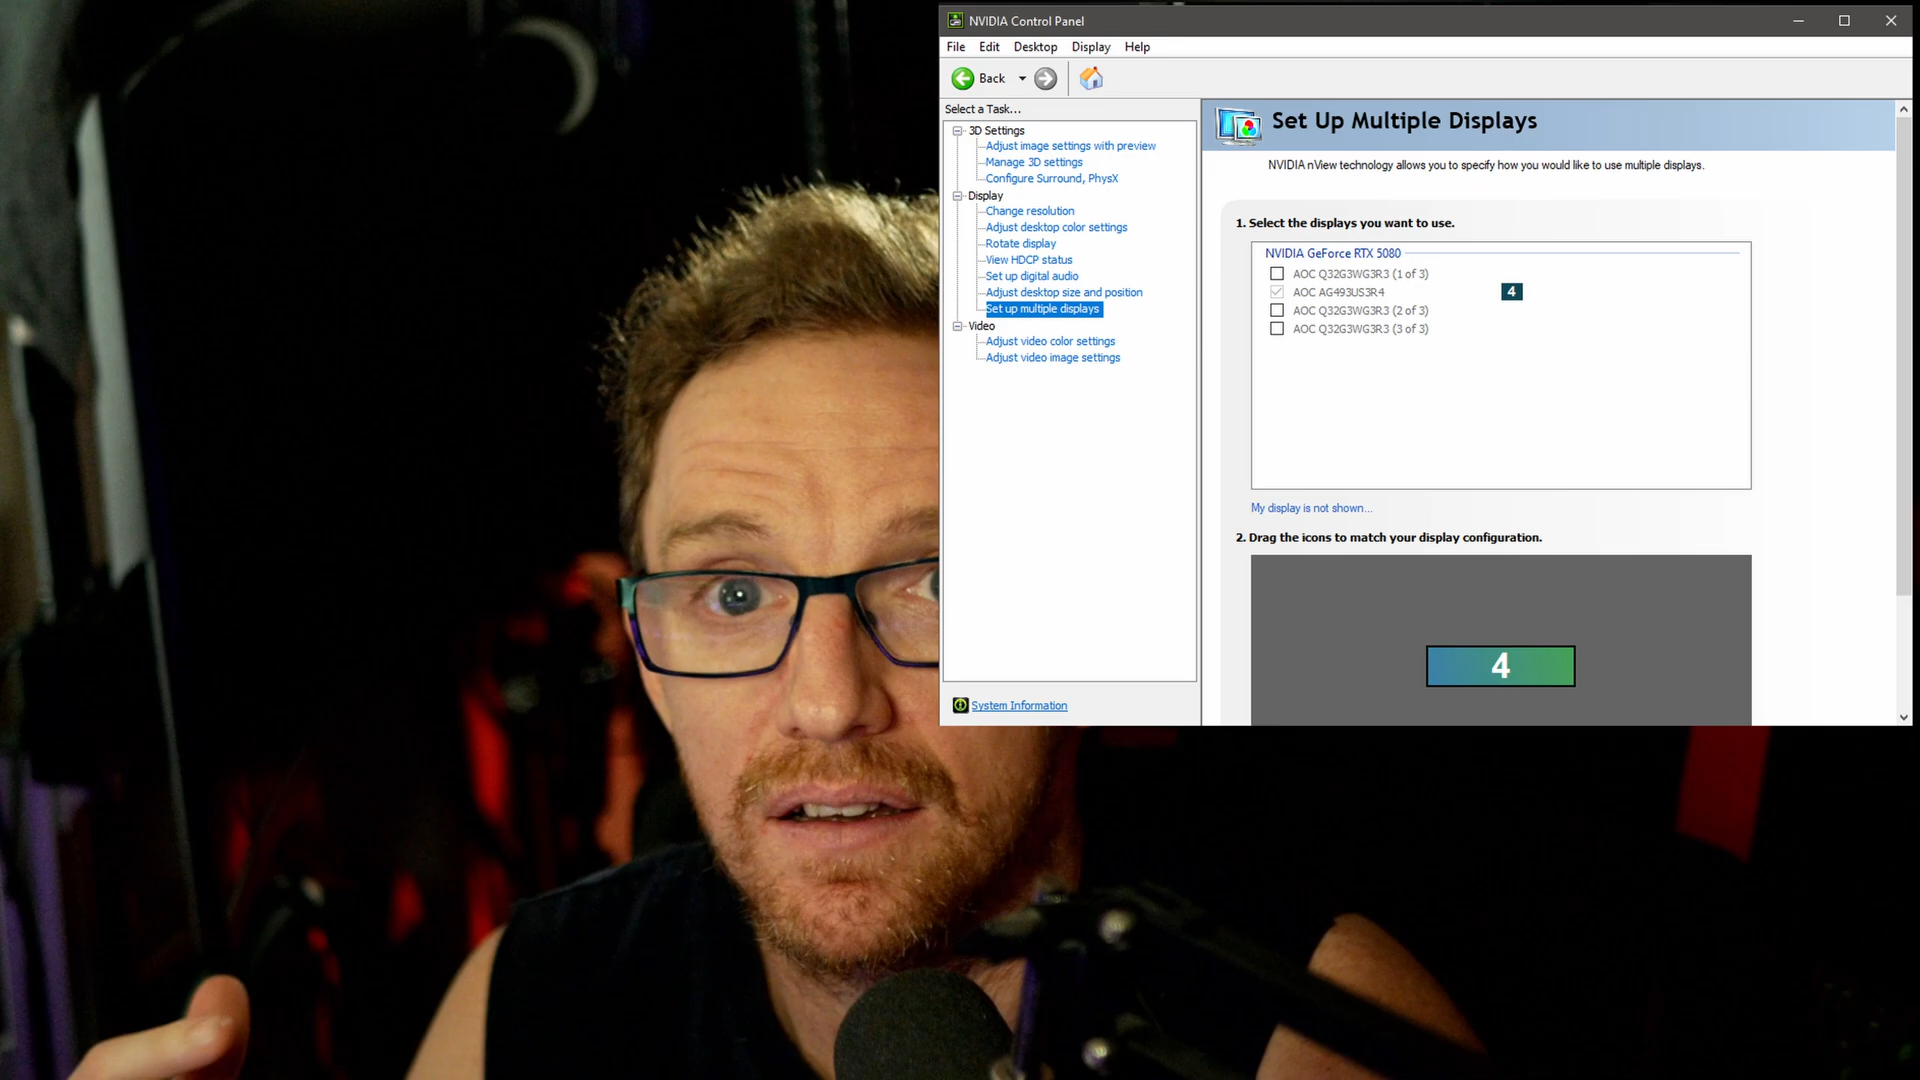 NVIDIA Control Panel
File Edit Desktop Display Help
Back
Select a Task...
3D Settings
Adjust image settings with preview
Manage 3D settings
Configure Surround, PhysX
Display
Change resolution
Adjust desktop color settings
Rotate display
View HDCP status
Set up digital audio
Adjust desktop size and position
Set up multiple displays
Video
Adjust video color settings
Adjust video image settings
System Information
Set Up Multiple Displays
NVIDIA nView technology allows you to specify how you would like to use multiple displays.
1. Select the displays you want to use.
NVIDIA GeForce RTX 5080
AOC Q32G3WG3R3 (1 of 3)
AOC AG493US3R4 4
AOC Q32G3WG3R3 (2 of 3)
AOC Q32G3WG3R3 (3 of 3)
My display is not shown...
2. Drag the icons to match your display configuration.
4